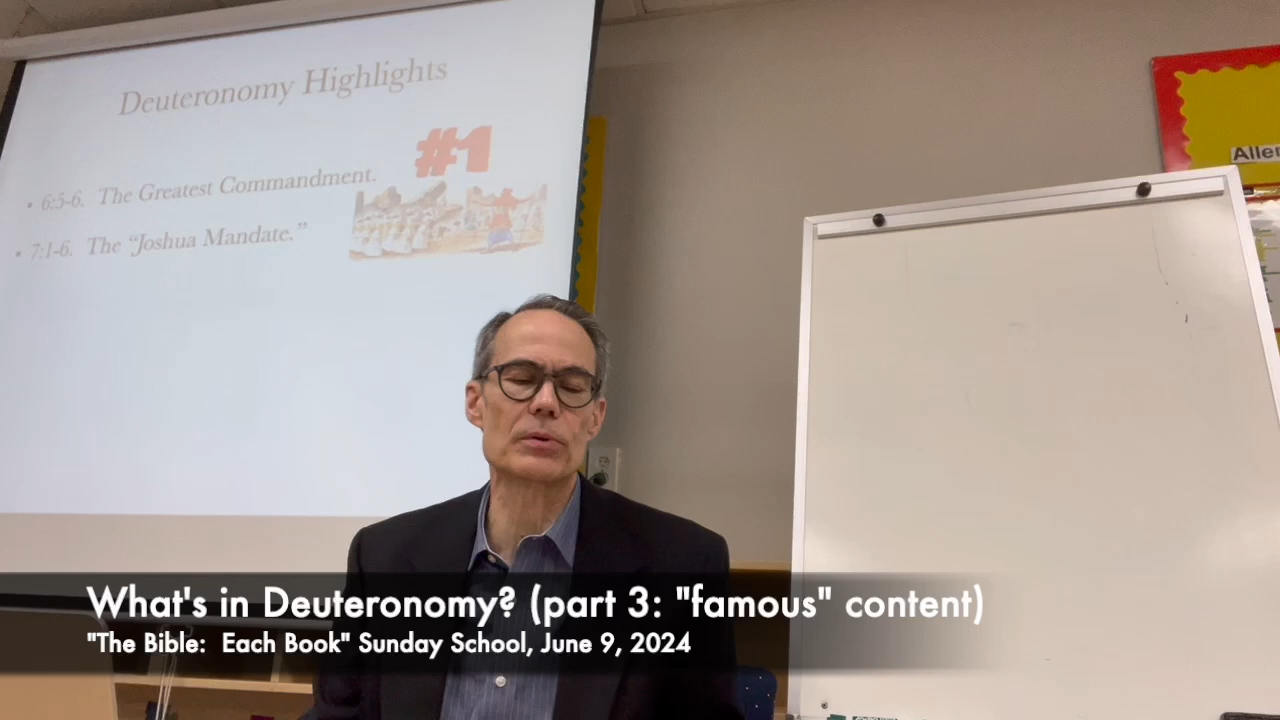 Deuteronomy Highlights
#1
• 6:5-6. The Greatest Commandment.
• 7:1-6. The “Joshua Mandate.”
Aller
What's in Deuteronomy? (part 3: "famous" content)
"The Bible: Each Book" Sunday School, June 9, 2024